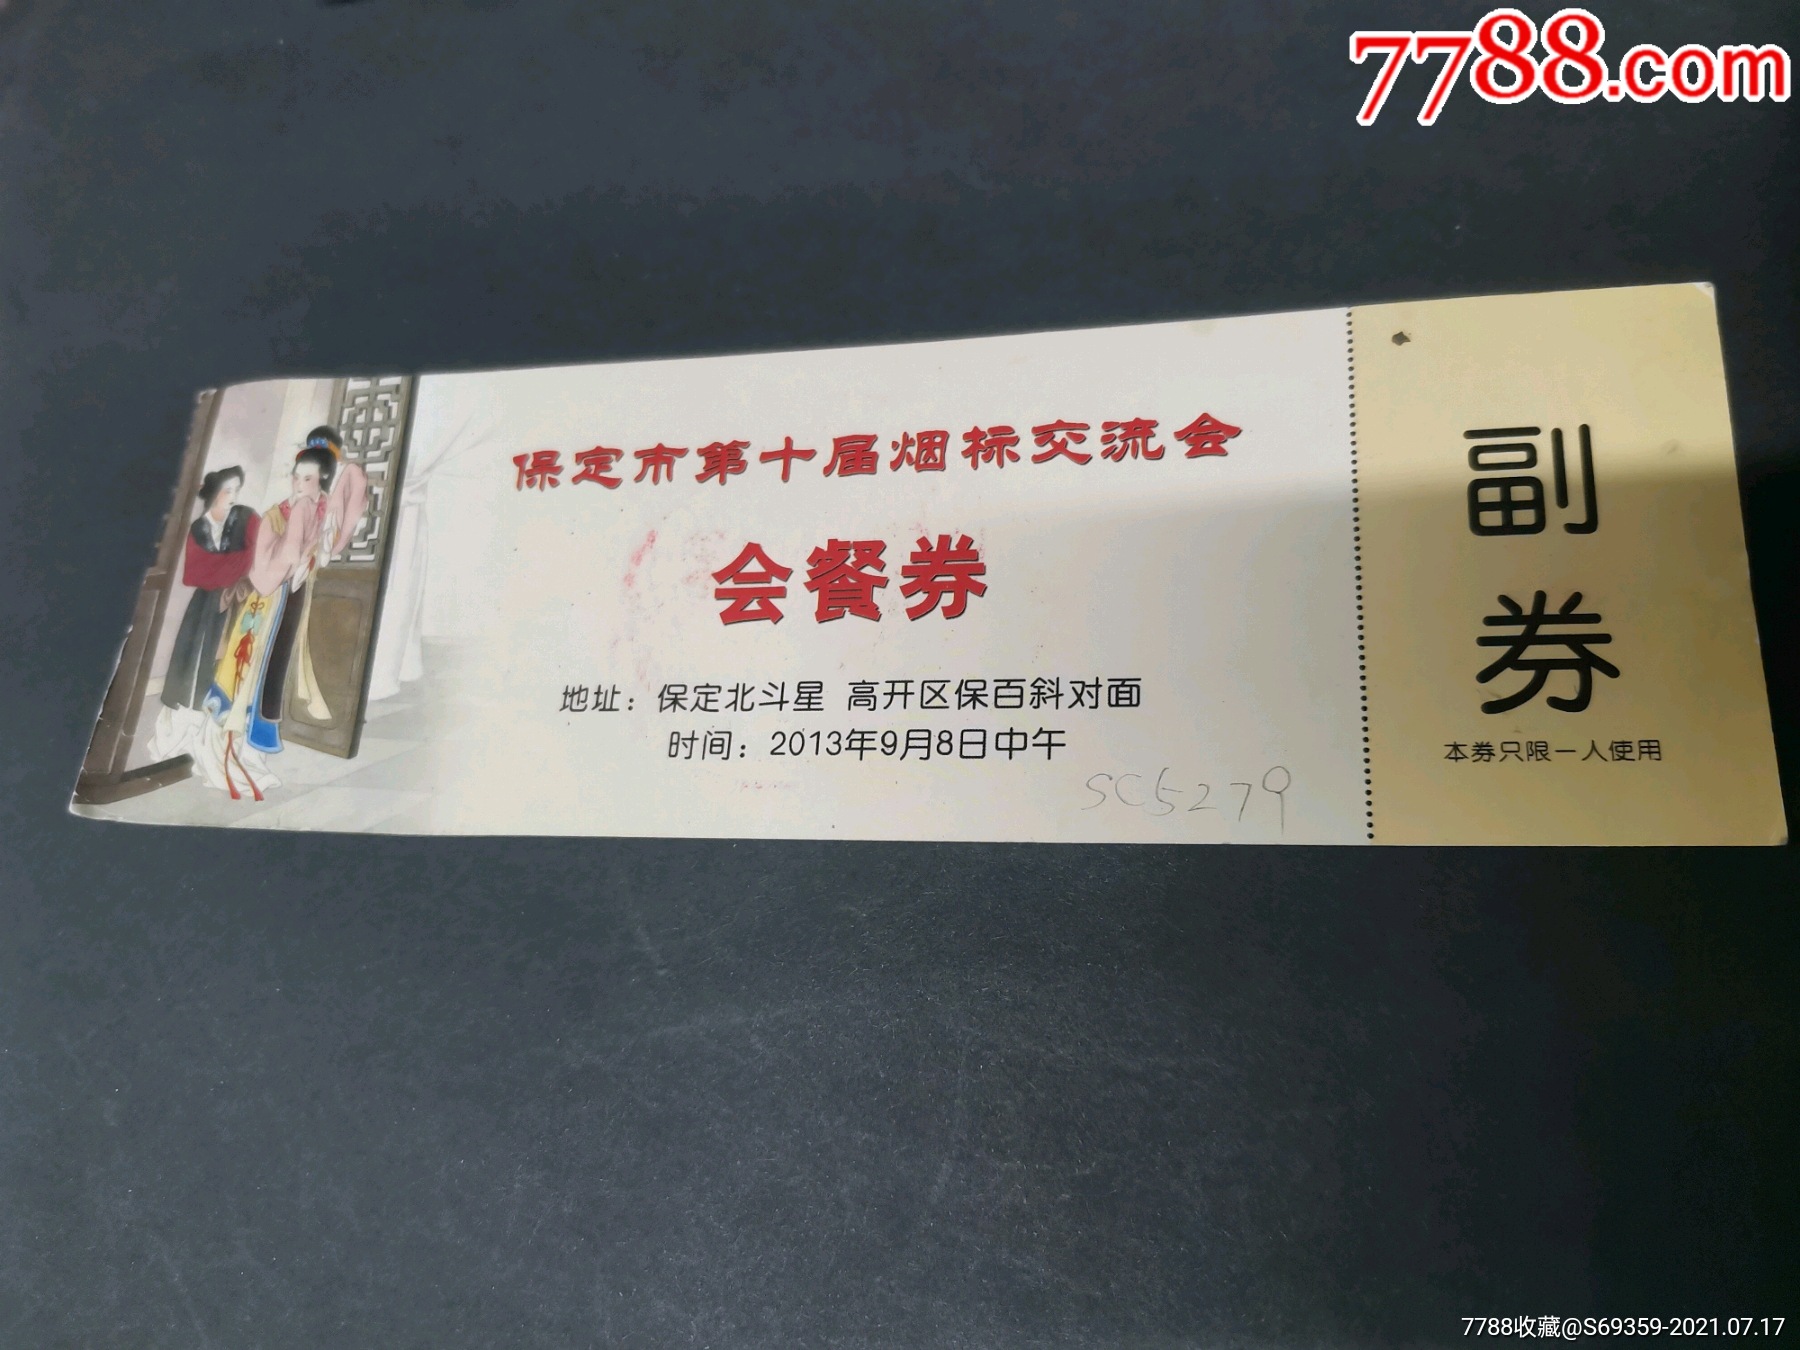 7788.com
保定市第十届烟标交流会
会餐券
地址：保定北斗星 高开区保百斜对面
时间：2013年9月8日中午
SC5279
副
券
本券只限一人使用
7788收藏@S69359-2021.07.17